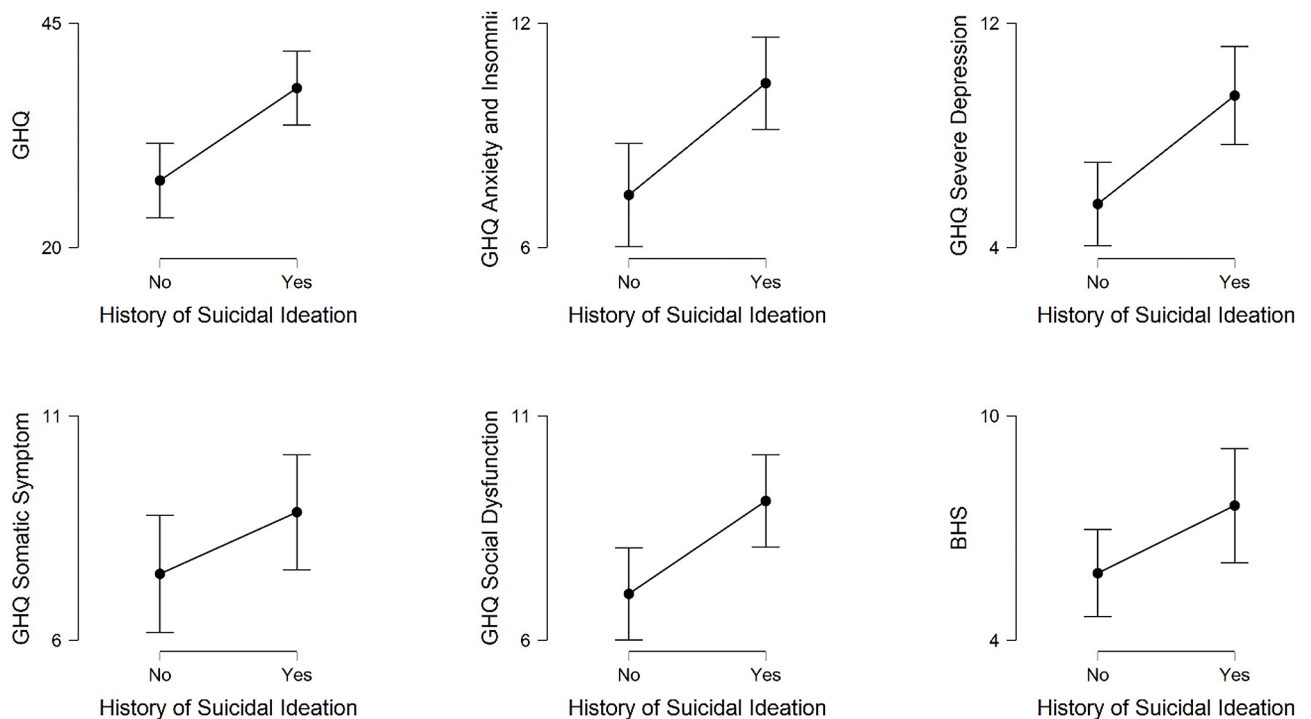 GHQ
45
20
No Yes
History of Suicidal Ideation
GHQ Anxiety and Insomni
12
6
No Yes
History of Suicidal Ideation
GHQ Severe Depression
12
4
No Yes
History of Suicidal Ideation
GHQ Somatic Symptom
11
6
No Yes
History of Suicidal Ideation
GHQ Social Dysfunction
11
6
No Yes
History of Suicidal Ideation
BHS
10
4
No Yes
History of Suicidal Ideation